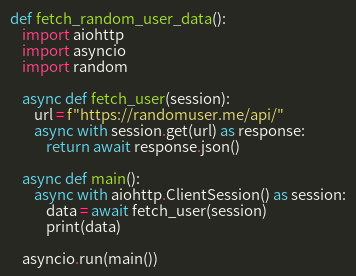 def fetch_random_user_data():
    import aiohttp
    import asyncio
    import random

    async def fetch_user(session):
        url = f"https://randomuser.me/api/"
        async with session.get(url) as response:
            return await response.json()

    async def main():
        async with aiohttp.ClientSession() as session:
            data = await fetch_user(session)
            print(data)

    asyncio.run(main())